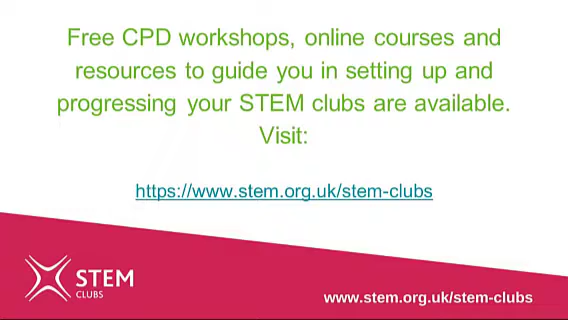 Free CPD workshops, online courses and
resources to guide you in setting up and
progressing your STEM clubs are available.
Visit:
https://www.stem.org.uk/stem-clubs
STEM
CLUBS
www.stem.org.uk/stem-clubs